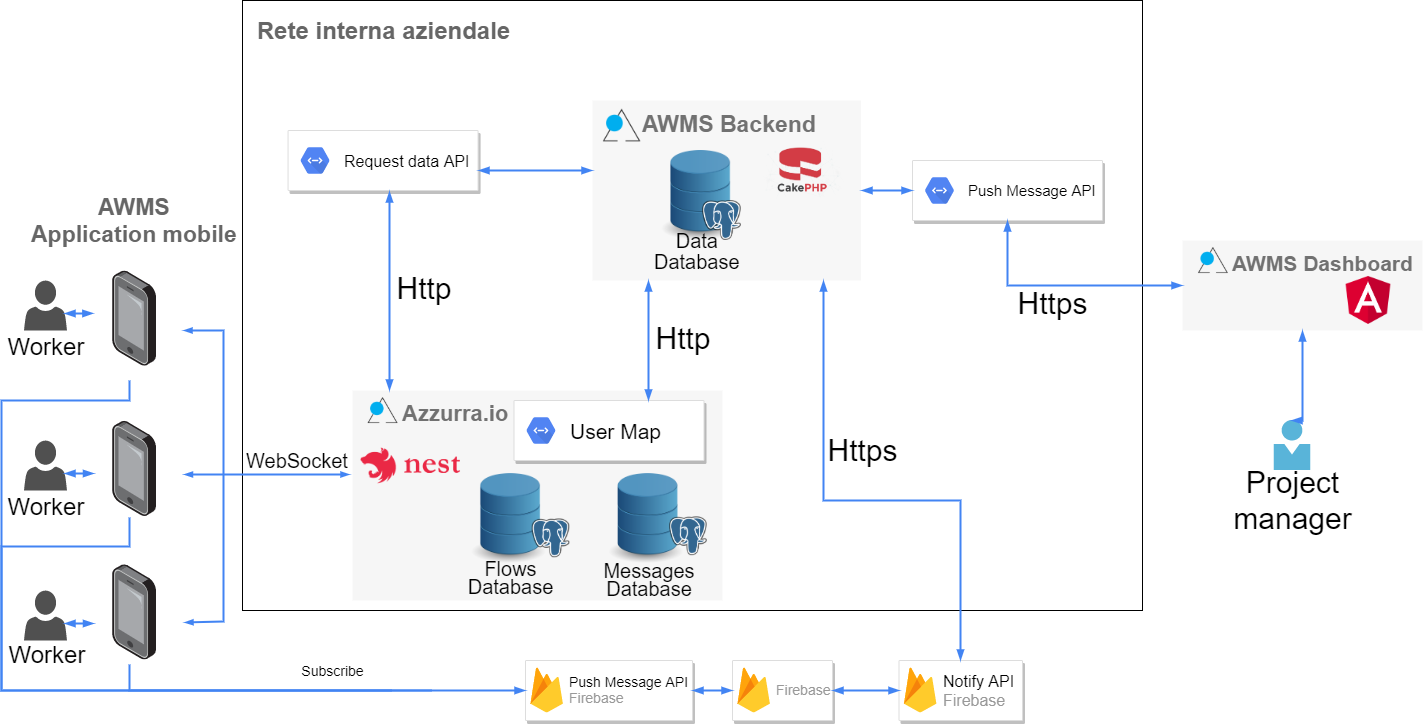 Rete interna aziendale
AWMS Backend
CakePHP
Data
Database
Request data API
Push Message API
AWMS
Application mobile
AWMS Dashboard
Http
Https
Http
Worker
Azzurra.io
User Map
nest
WebSocket
Https
Worker
Flows
Database
Messages
Database
Project
manager
Worker
Subscribe
Push Message API
Firebase
Firebase
Notify API
Firebase